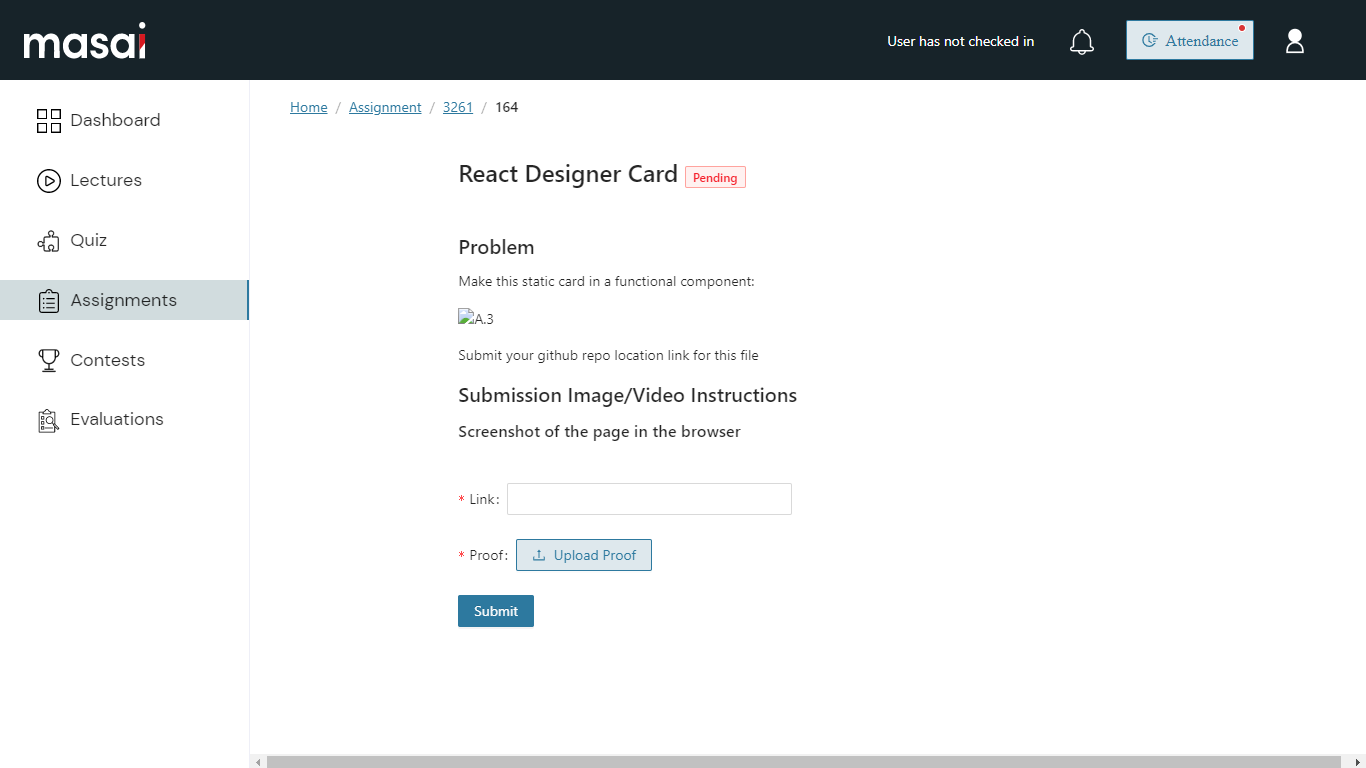 masai
User has not checked in
Attendance
Dashboard
Lectures
Quiz
Assignments
Contests
Evaluations
Home / Assignment / 3261 / 164
React Designer Card Pending
Problem
Make this static card in a functional component:
A.3
Submit your github repo location link for this file
Submission Image/Video Instructions
Screenshot of the page in the browser
* Link:
* Proof: Upload Proof
Submit